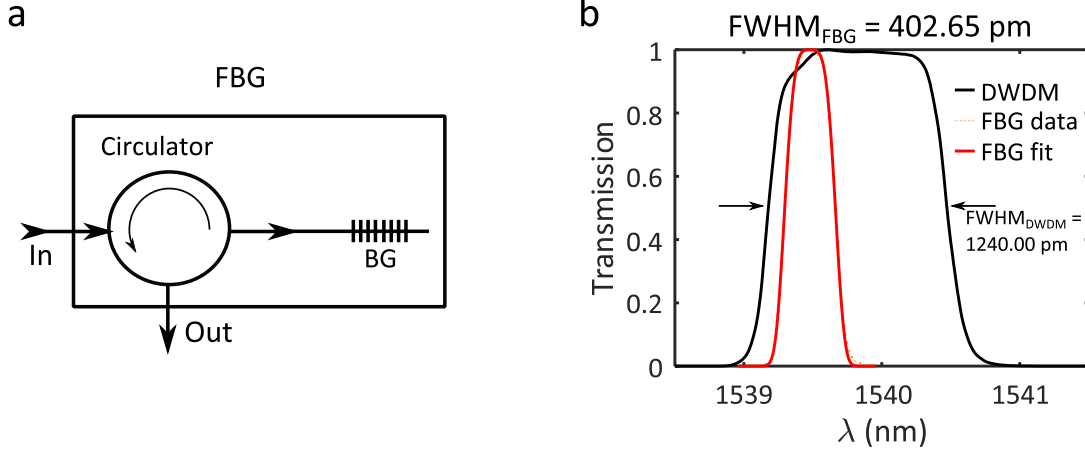 a
FBG
Circulator
In
BG
Out
b
FWHM_FBG = 402.65 pm
Transmission
1
0.8
0.6
0.4
0.2
0
DWDM
FBG data
FBG fit
FWHM_DWDM =
1240.00 pm
1539
1540
1541
λ (nm)